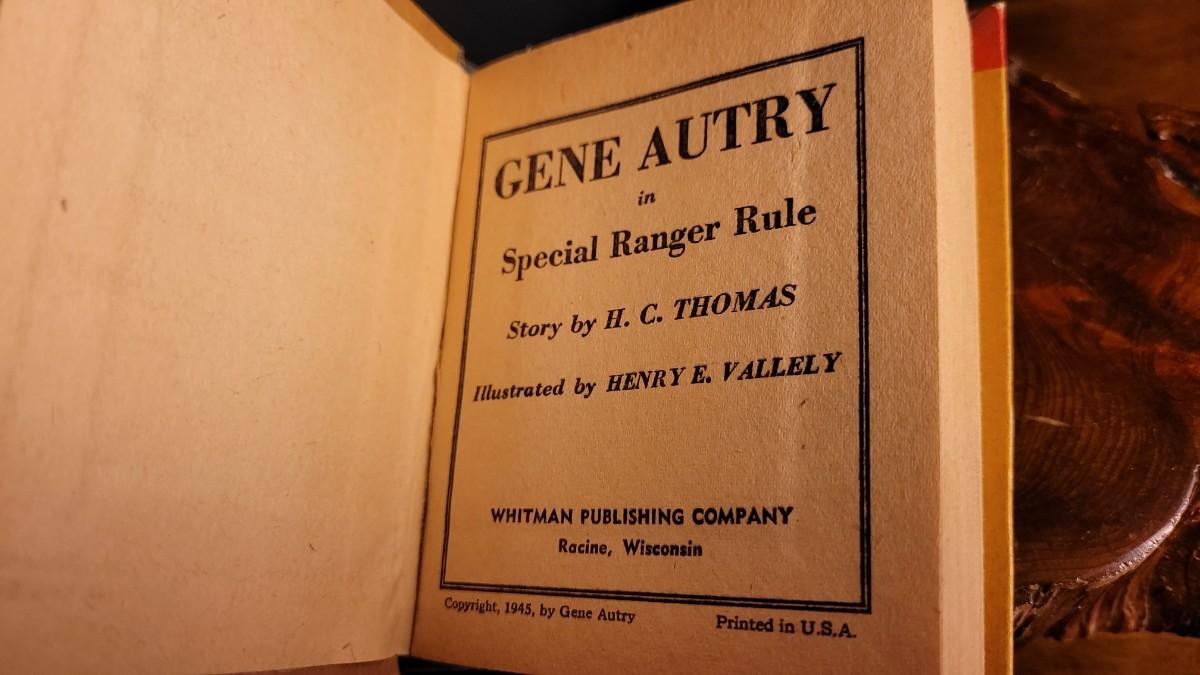 GENE AUTRY
in
Special Ranger Rule
Story by H. C. THOMAS
Illustrated by HENRY E. VALLELY
WHITMAN PUBLISHING COMPANY
Racine, Wisconsin
Copyright, 1945, by Gene Autry
Printed in U.S.A.